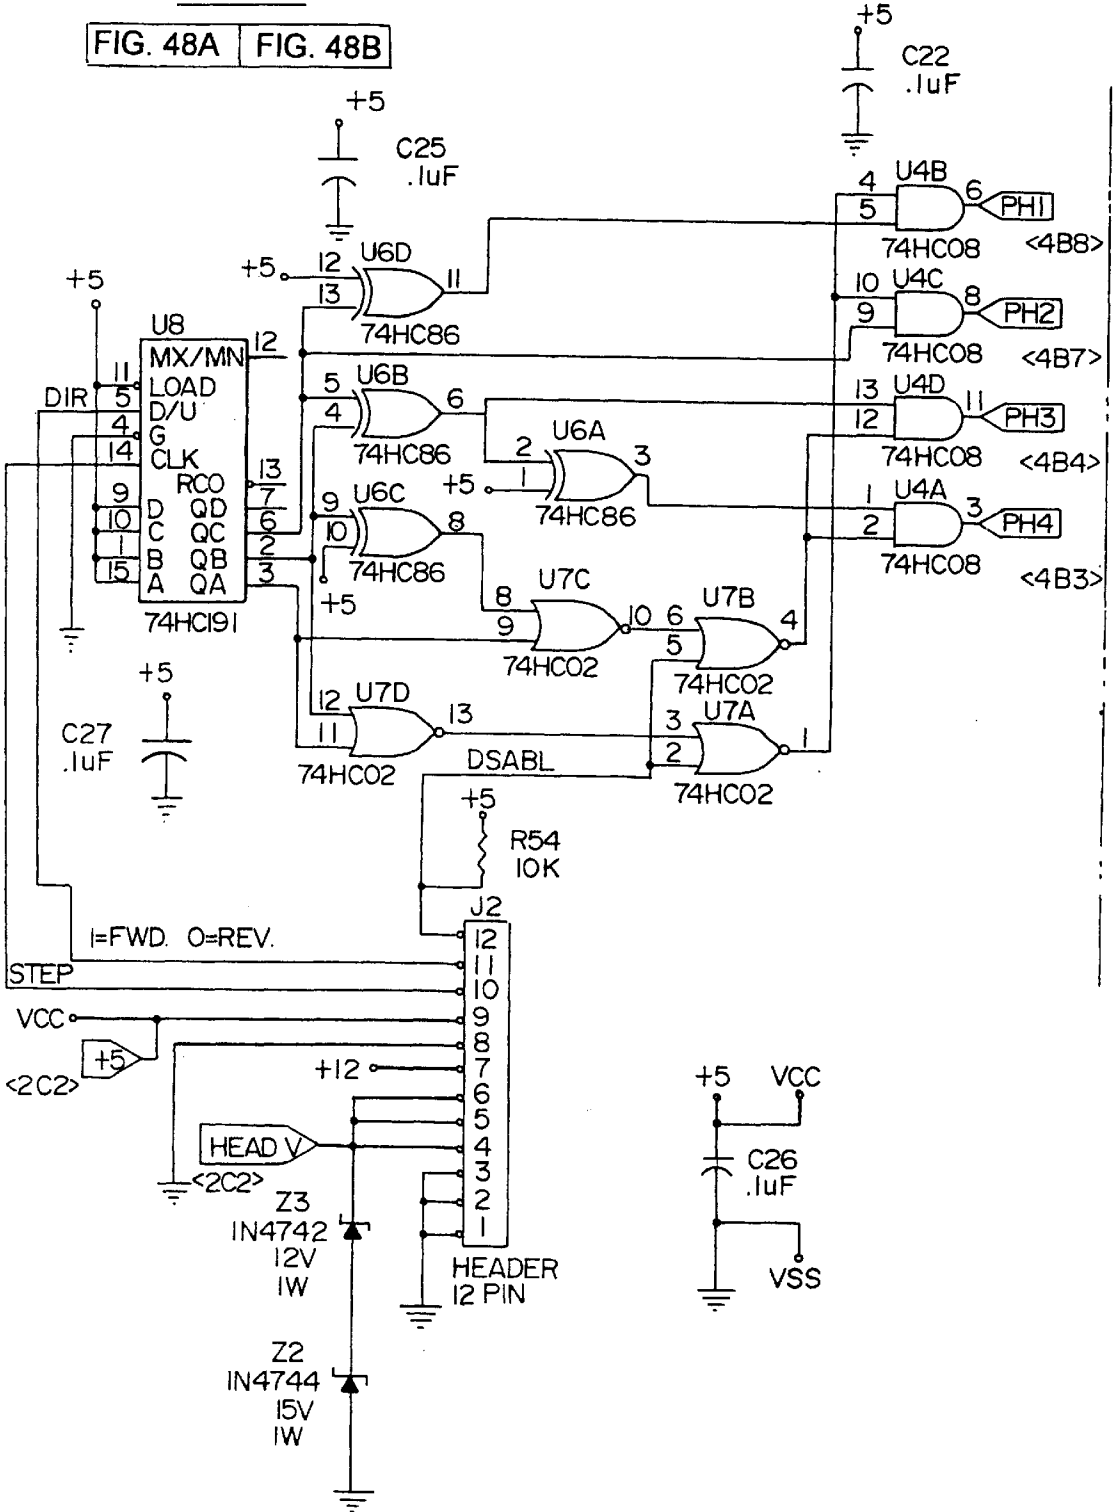 FIG. 48A FIG. 48B
+5
C22
.1uF
+5
C25
.1uF
U4B
4
5
6
PH1
74HC08
<4B8>
U6D
+5
12
13
11
74HC86
U4C
10
9
8
PH2
74HC08
<4B7>
+5
U8
MX/MN 12
11 LOAD
DIR 5 D/U
4 G
14 CLK
RCO 13
9 D QD 7
10 C QC 6
1 B QB 2
15 A QA 3
74HC191
U6B
5
4
6
74HC86
U4D
13
12
11
PH3
74HC08
<4B4>
U6A
2
1
+5
3
74HC86
U4A
1
2
3
PH4
74HC08
<4B3>
U6C
9
10
8
74HC86
+5
U7C
8
9
10
74HC02
U7B
6
5
4
74HC02
+5
C27
.1uF
U7D
12
11
13
74HC02
U7A
3
2
1
74HC02
DSABL
+5
R54
10K
J2
12
1=FWD. 0=REV.
11
STEP
10
VCC
9
+5
<2C2>
8
+12
7
6
5
HEAD V
4
<2C2>
3
2
1
HEADER
12 PIN
Z3
1N4742
12V
1W
Z2
1N4744
15V
1W
+5
VCC
C26
.1uF
VSS